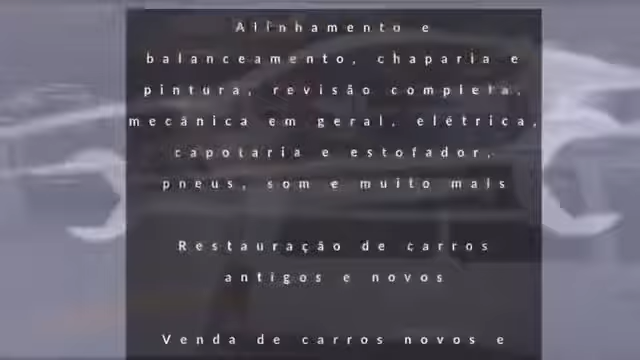 Alinhamento e
balanceamento, chaparia e
pintura, revisão completa,
mecânica em geral, elétrica,
capotaria e estofador,
pneus, som e muito mais
Restauração de carros
antigos e novos
Venda de carros novos e